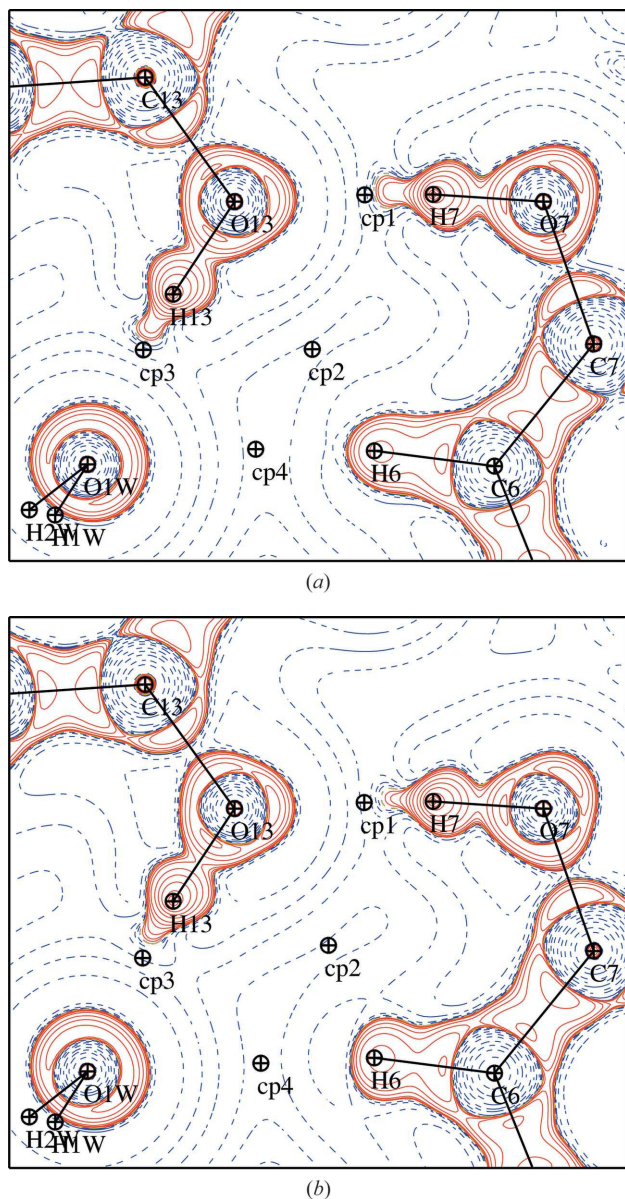 C13
cp1
H7
O7
O13
H13
cp3
cp2
C7
cp4
H6
C6
O1W
H2W
H1W
(a)
C13
cp1
H7
O7
O13
H13
cp3
cp2
C7
cp4
H6
C6
O1W
H2W
H1W
(b)